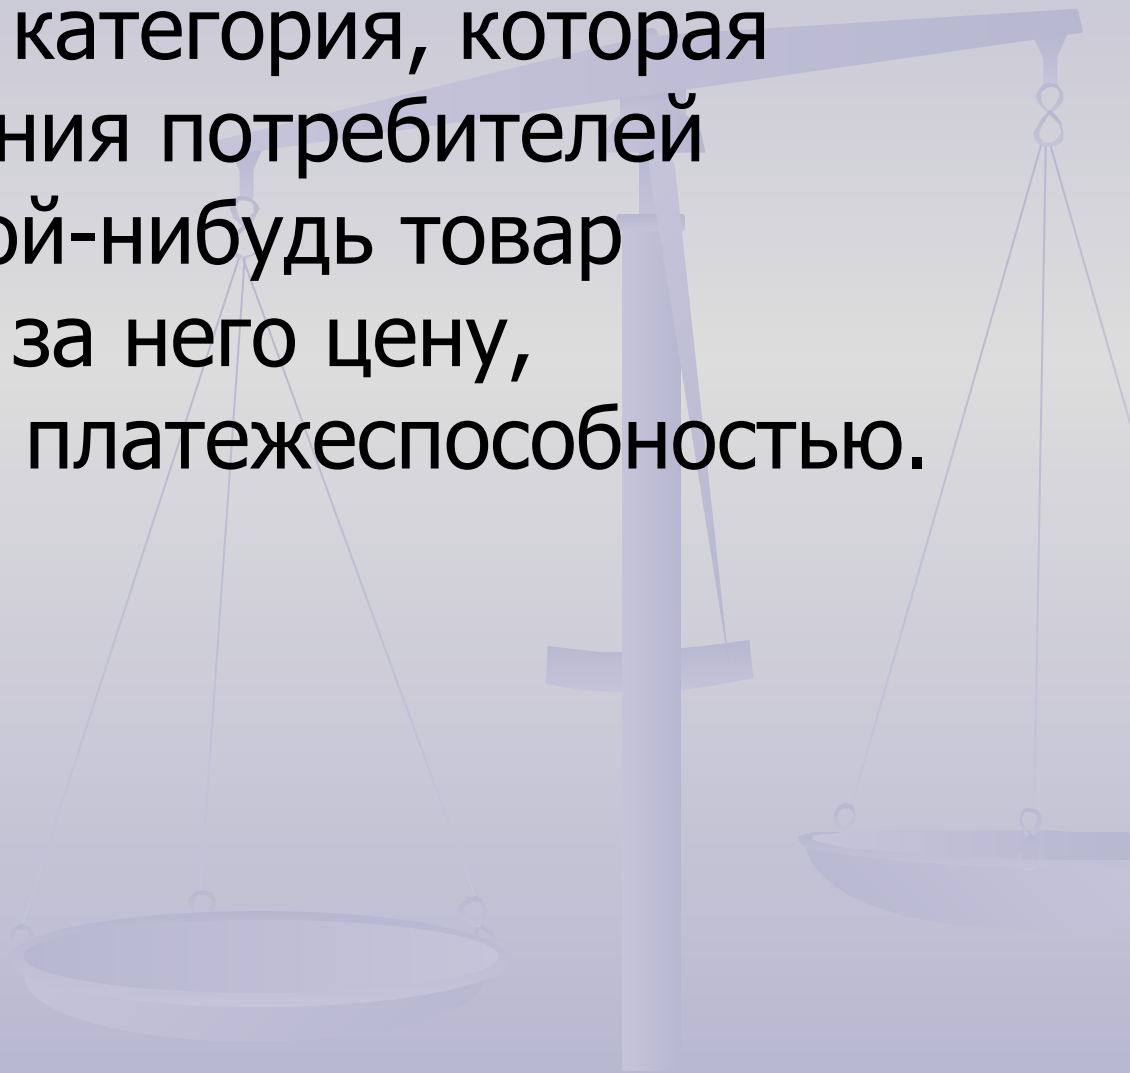 категория, которая
ния потребителей
ой-нибудь товар
за него цену,
платежеспособностью.